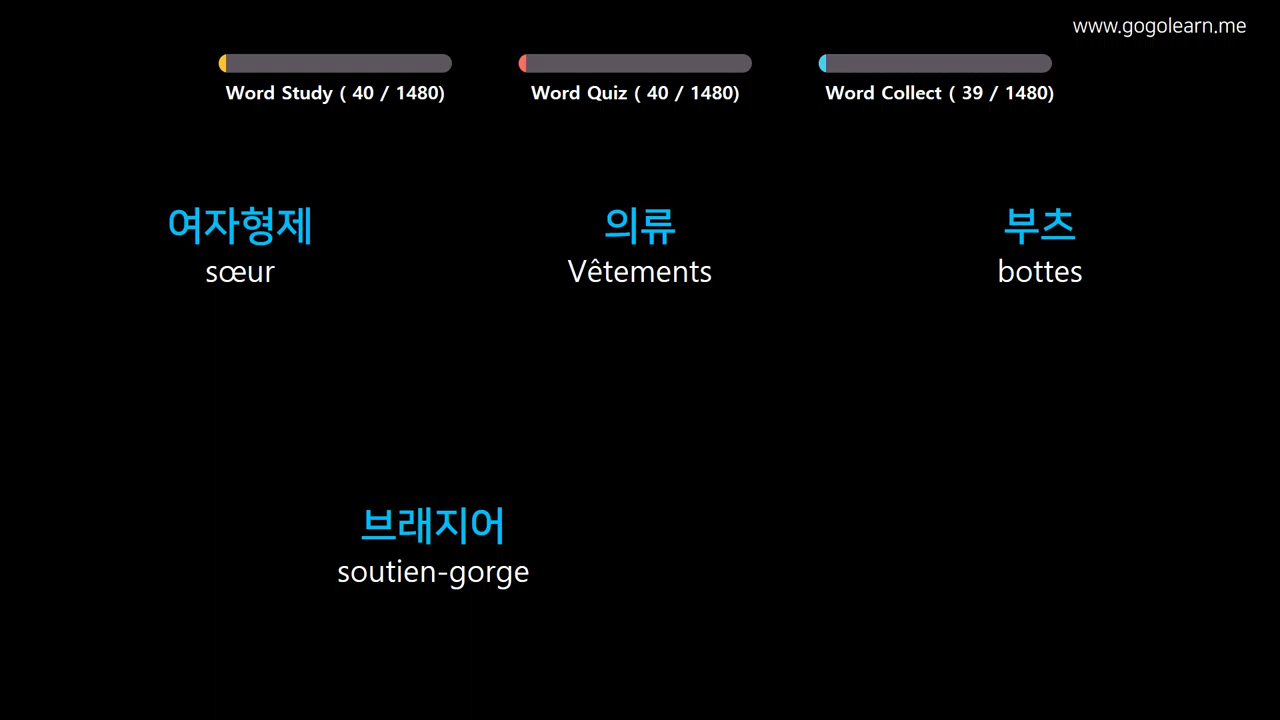 www.gogolearn.me
Word Study ( 40 / 1480)
Word Quiz ( 40 / 1480)
Word Collect ( 39 / 1480)
여자형제
sœur
의류
Vêtements
부츠
bottes
브래지어
soutien-gorge